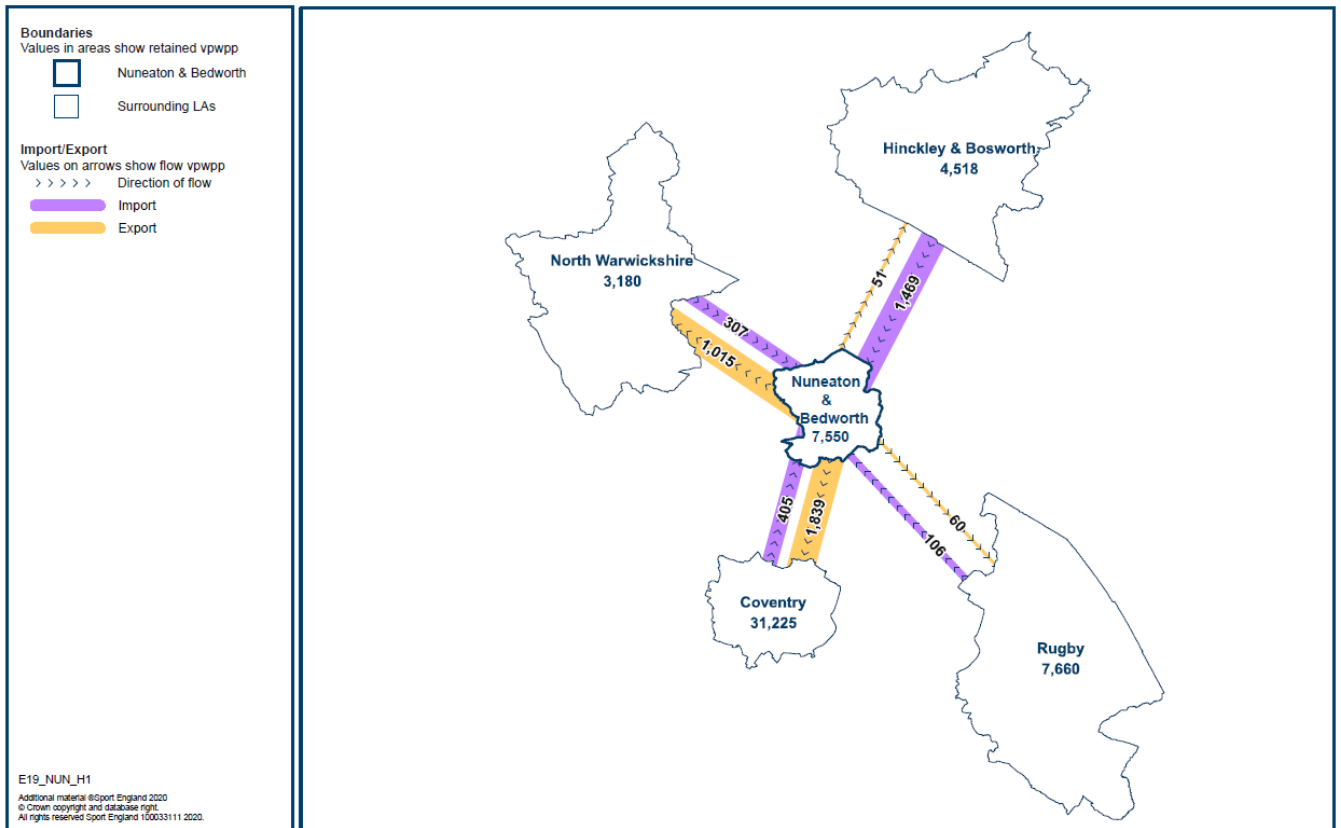 Boundaries
Values in areas show retained vpwpp
Nuneaton & Bedworth
Surrounding LAs
Import/Export
Values on arrows show flow vpwpp
Direction of flow
Import
Export
E19_NUN_H1
Additional material ©Sport England 2020
© Crown copyright and database right.
All rights reserved Sport England 100033111 2020.
Hinckley & Bosworth
4,518
North Warwickshire
3,180
51
1,469
307
1,015
Nuneaton
&
Bedworth
7,550
405
1,839
60
106
Coventry
31,225
Rugby
7,660